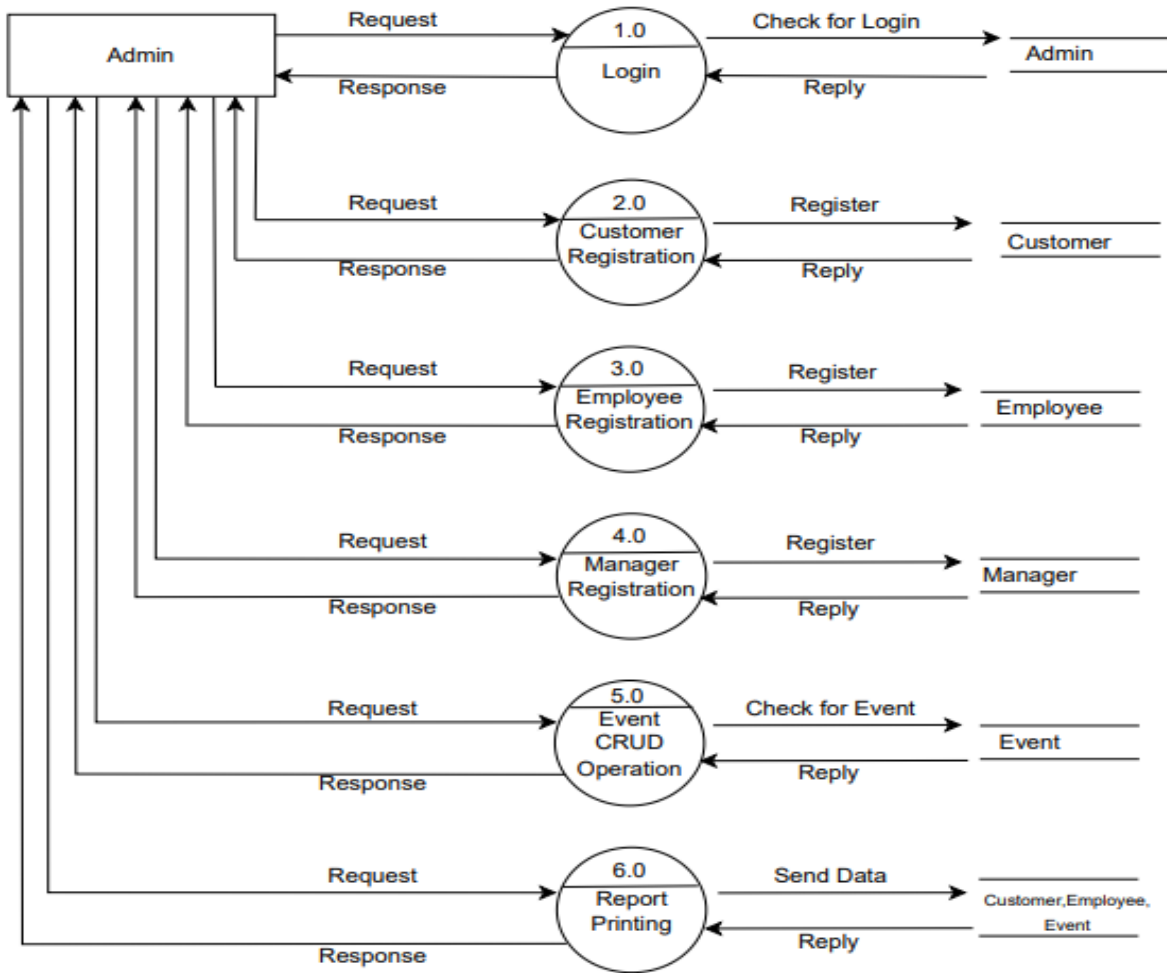 Admin
Request
1.0
Check for Login
Login
Admin
Response
Reply
Request
2.0
Register
Customer
Registration
Customer
Response
Reply
Request
3.0
Register
Employee
Registration
Employee
Response
Reply
Request
4.0
Register
Manager
Registration
Manager
Response
Reply
Request
5.0
Check for Event
Event
CRUD
Operation
Event
Response
Reply
Request
6.0
Send Data
Report
Printing
Customer,Employee,
Event
Response
Reply